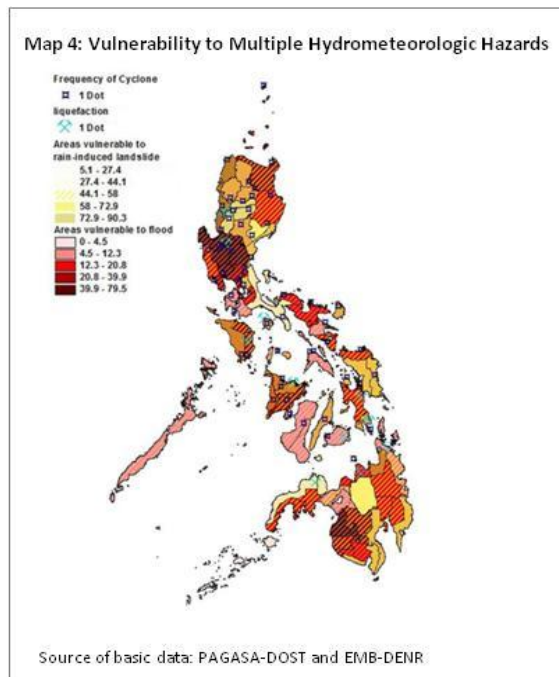 Map 4: Vulnerability to Multiple Hydrometeorologic Hazards
Frequency of Cyclone
1 Dot
liquefaction
1 Dot
Areas vulnerable to
rain-induced landslide
5.1 - 27.4
27.4 - 44.1
44.1 - 58
58 - 72.9
72.9 - 90.3
Areas vulnerable to flood
0 - 4.5
4.5 - 12.3
12.3 - 20.8
20.8 - 39.9
39.9 - 79.5
Source of basic data: PAGASA-DOST and EMB-DENR